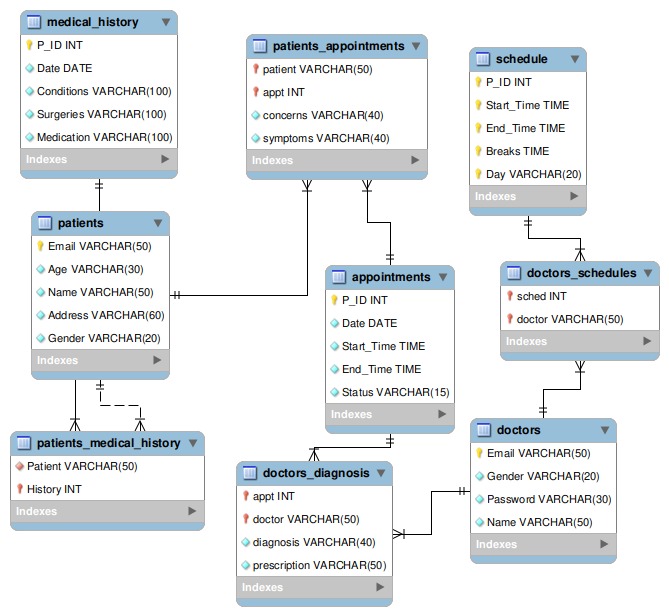 medical_history
P_ID INT
Date DATE
Conditions VARCHAR(100)
Surgeries VARCHAR(100)
Medication VARCHAR(100)
Indexes
patients_appointments
patient VARCHAR(50)
appt INT
concerns VARCHAR(40)
symptoms VARCHAR(40)
Indexes
schedule
P_ID INT
Start_Time TIME
End_Time TIME
Breaks TIME
Day VARCHAR(20)
Indexes
patients
Email VARCHAR(50)
Age VARCHAR(30)
Name VARCHAR(50)
Address VARCHAR(60)
Gender VARCHAR(20)
Indexes
appointments
P_ID INT
Date DATE
Start_Time TIME
End_Time TIME
Status VARCHAR(15)
Indexes
doctors_schedules
sched INT
doctor VARCHAR(50)
Indexes
patients_medical_history
Patient VARCHAR(50)
History INT
Indexes
doctors_diagnosis
appt INT
doctor VARCHAR(50)
diagnosis VARCHAR(40)
prescription VARCHAR(50)
Indexes
doctors
Email VARCHAR(50)
Gender VARCHAR(20)
Password VARCHAR(30)
Name VARCHAR(50)
Indexes